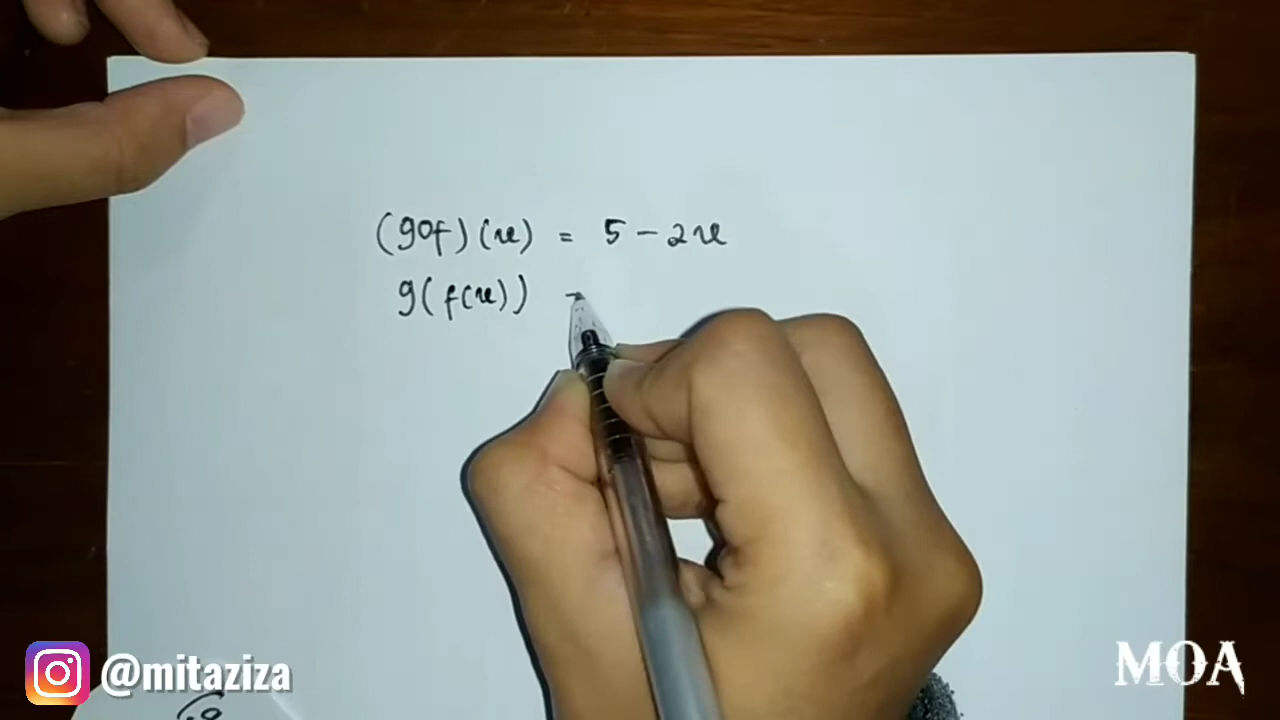 (gof)(x) = 5 - 2x
g(f(x))
@mitaziza
MOA